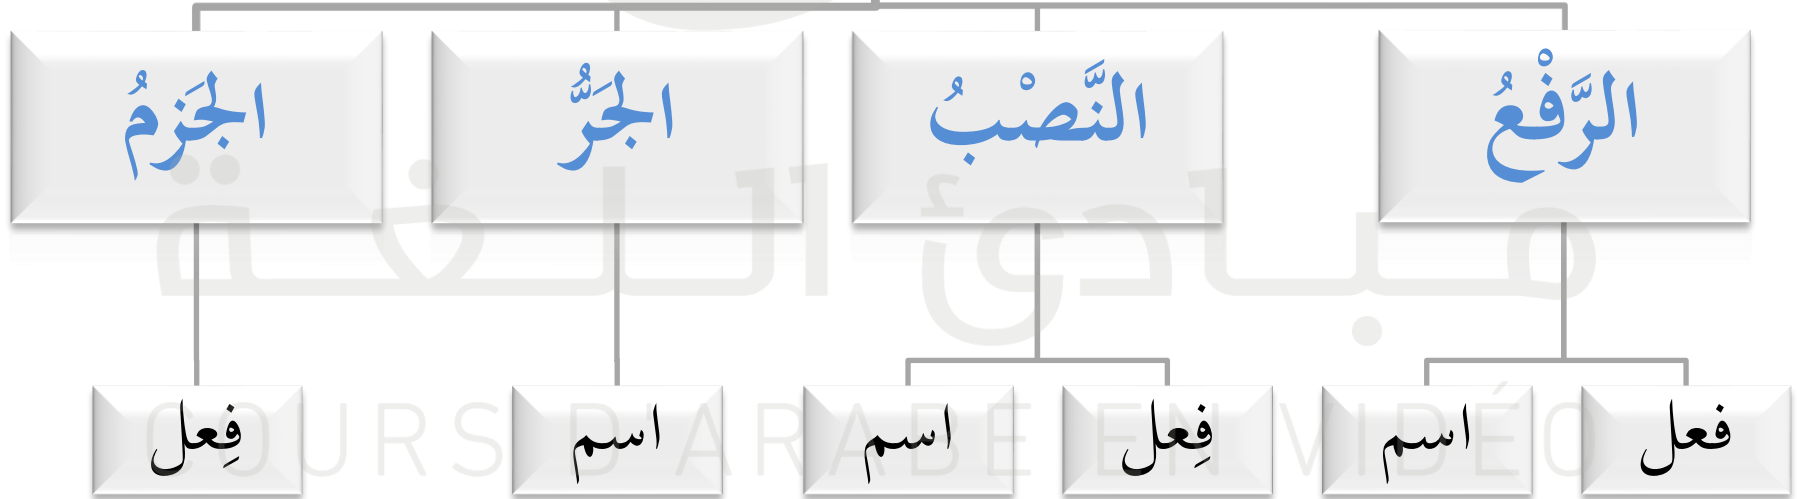 الرَّفْعُ النَّصْبُ الجَرُّ الجَزمُ
مبادئ اللغة
فعل اسم فِعل اسم اسم فِعل
COURS D'ARABE EN VIDÉO